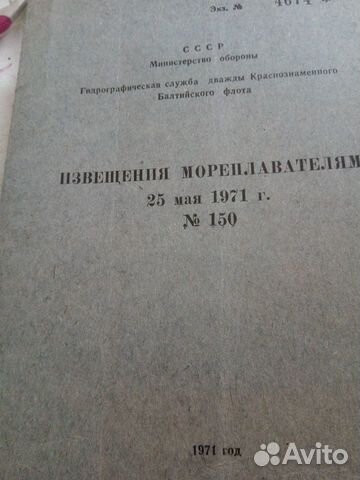 Экз. № 4674
СССР
Министерство обороны
Гидрографическая служба дважды Краснознаменного
Балтийского флота
ИЗВЕЩЕНИЯ МОРЕПЛАВАТЕЛЯМ
25 мая 1971 г.
№ 150
1971 год
Avito